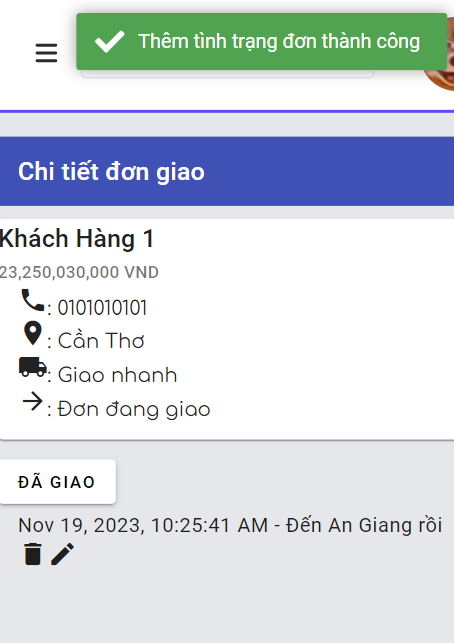 Thêm tình trạng đơn thành công
Chi tiết đơn giao
Khách Hàng 1
23,250,030,000 VND
: 0101010101
: Cần Thơ
: Giao nhanh
: Đơn đang giao
ĐÃ GIAO
Nov 19, 2023, 10:25:41 AM - Đến An Giang rồi